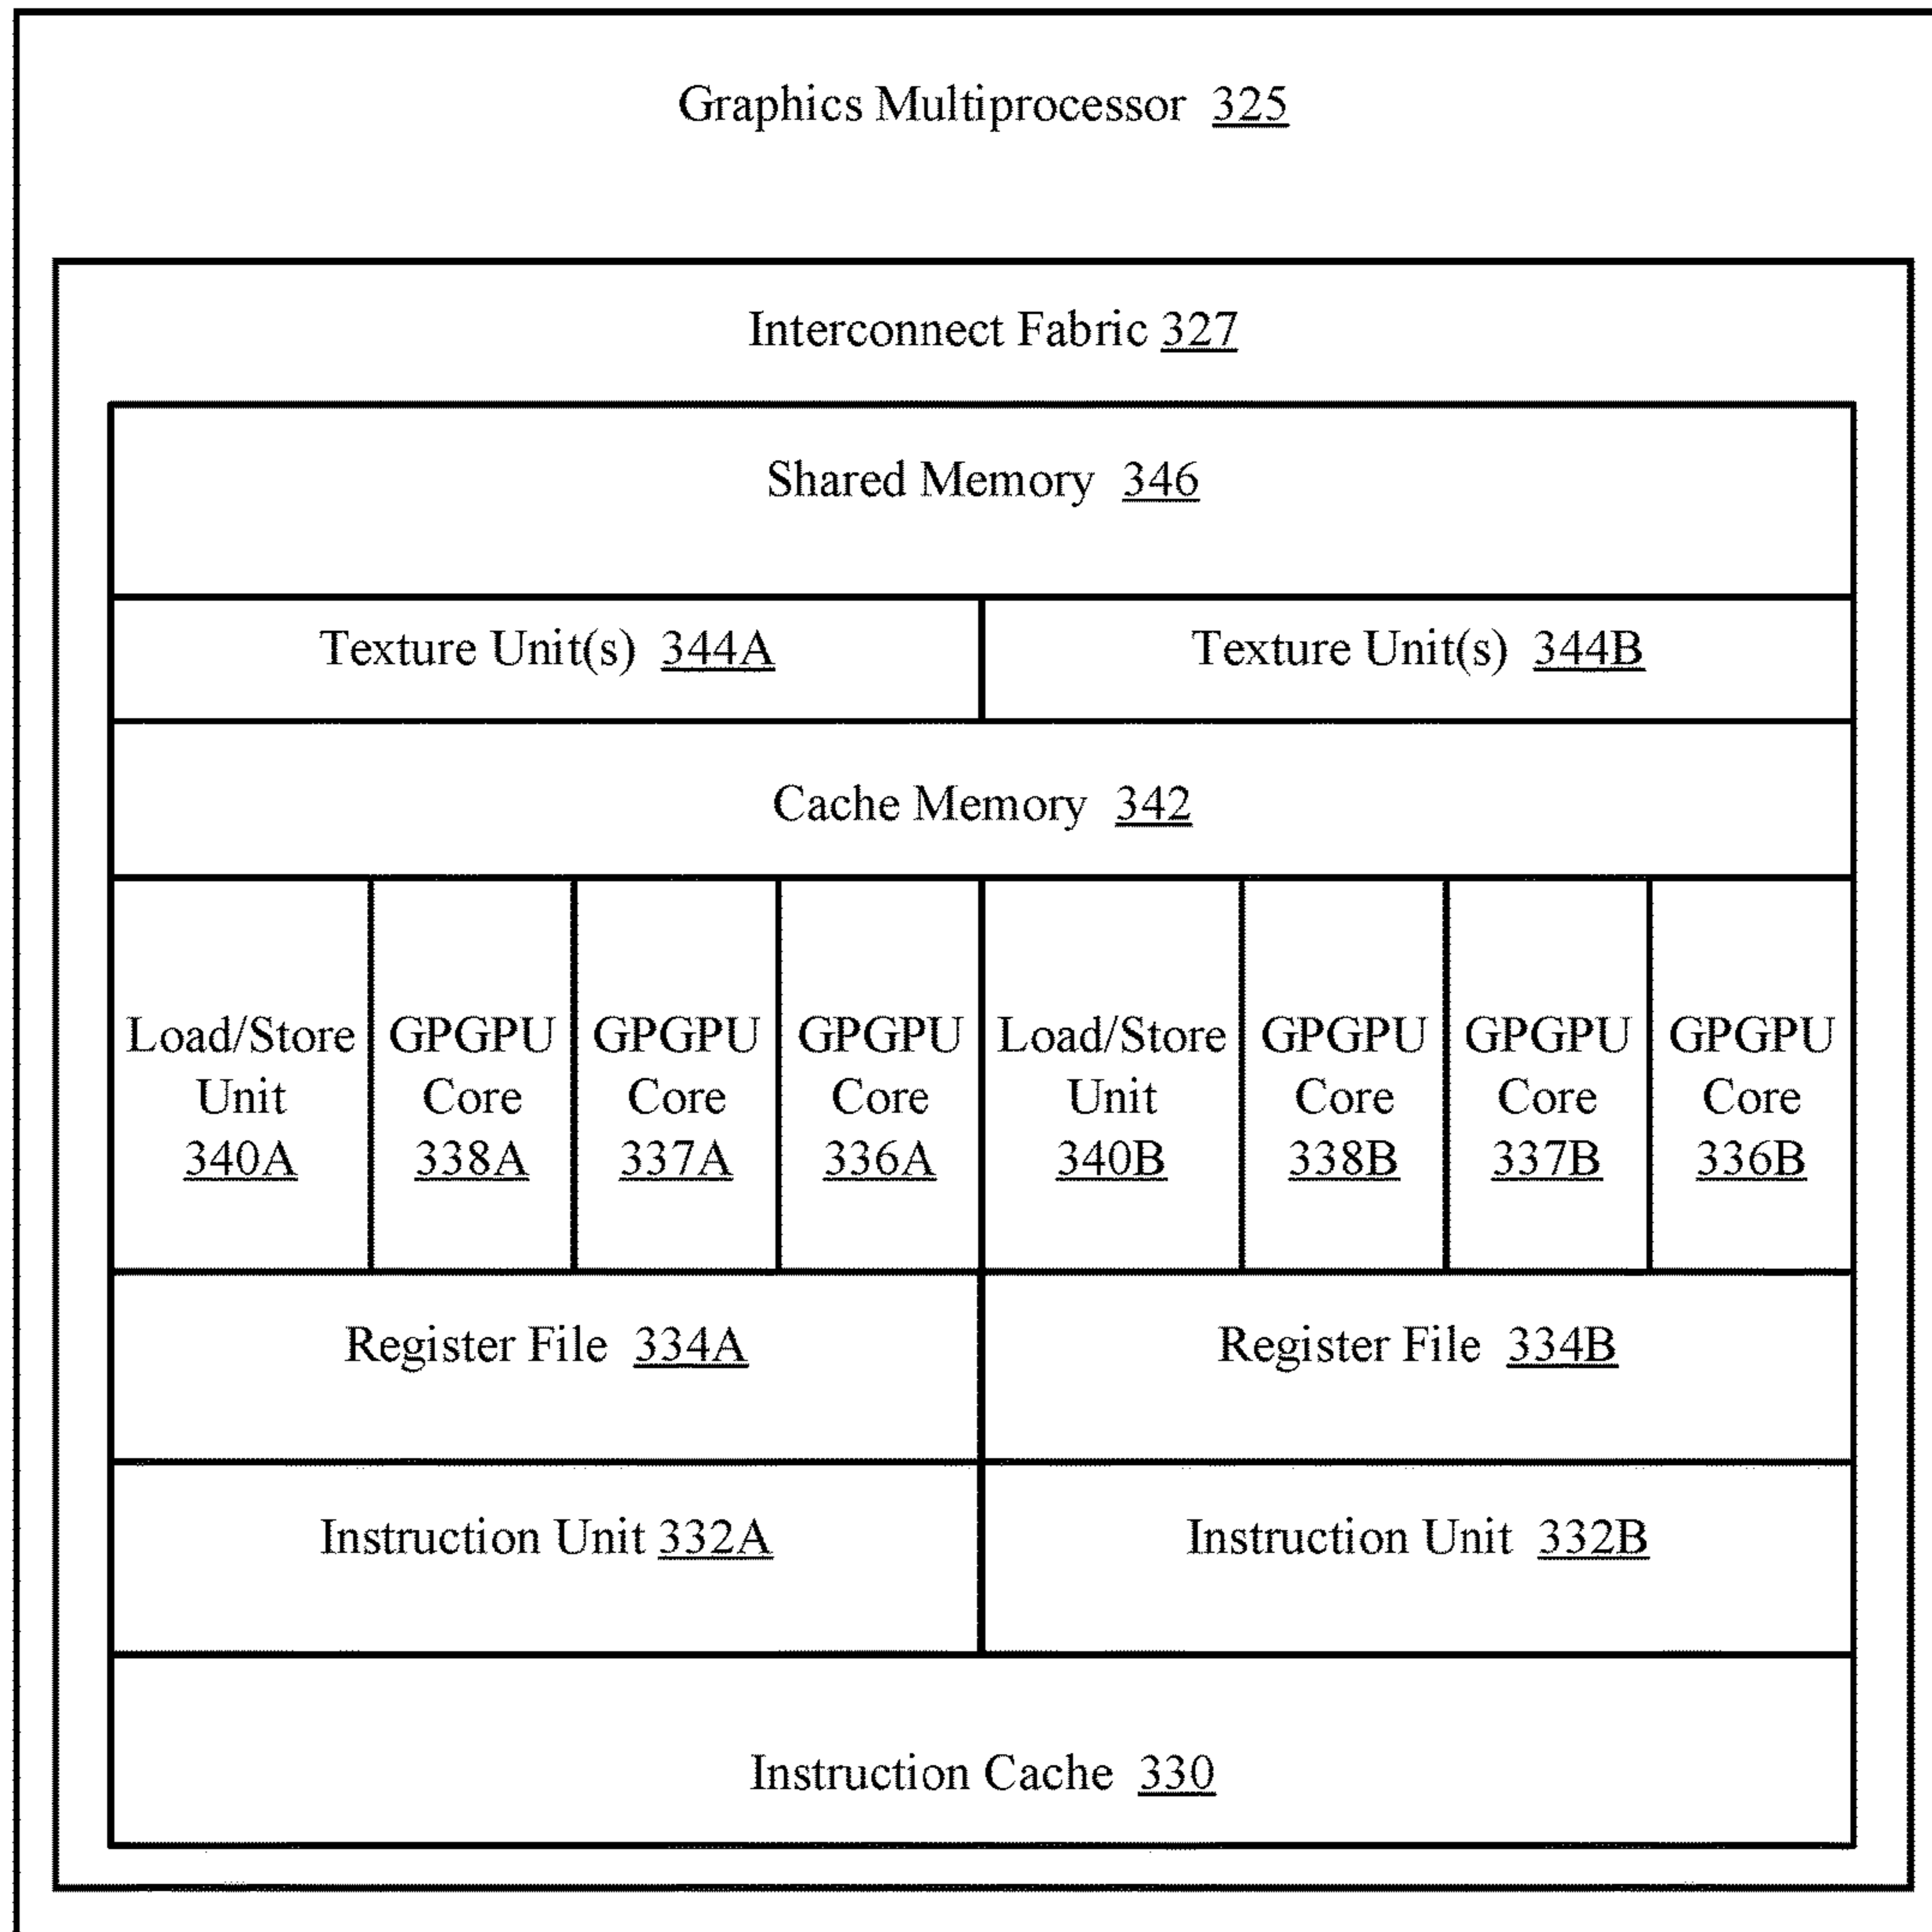 Graphics Multiprocessor 325
Interconnect Fabric 327
Shared Memory 346
Texture Unit(s) 344A
Texture Unit(s) 344B
Cache Memory 342
Load/Store
Unit
340A
GPGPU
Core
338A
GPGPU
Core
337A
GPGPU
Core
336A
Load/Store
Unit
340B
GPGPU
Core
338B
GPGPU
Core
337B
GPGPU
Core
336B
Register File 334A
Register File 334B
Instruction Unit 332A
Instruction Unit 332B
Instruction Cache 330